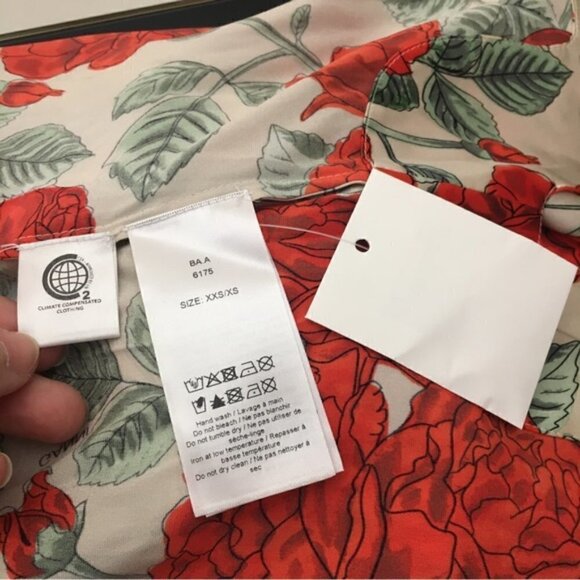 2
CLIMATE COMPENSATED
CLOTHING
BA.A
6175
SIZE: XXS/XS
Hand wash / Lavage à main
Do not bleach / Ne pas blanchir
Do not tumble dry / Ne pas utiliser de
sèche-linge
Iron at low temperature / Repasser à
basse température
Do not dry clean / Ne pas nettoyer à
sec